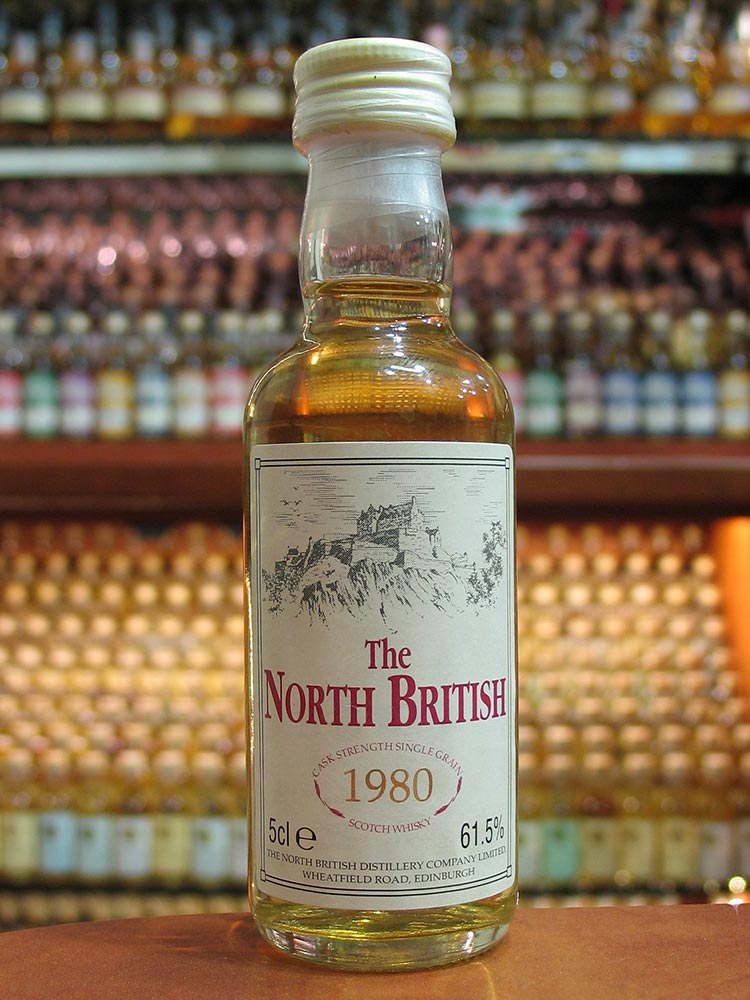 The
NORTH BRITISH
CASK STRENGTH SINGLE GRAIN
1980
SCOTCH WHISKY
5cl e 61.5%
THE NORTH BRITISH DISTILLERY COMPANY LIMITED,
WHEATFIELD ROAD, EDINBURGH